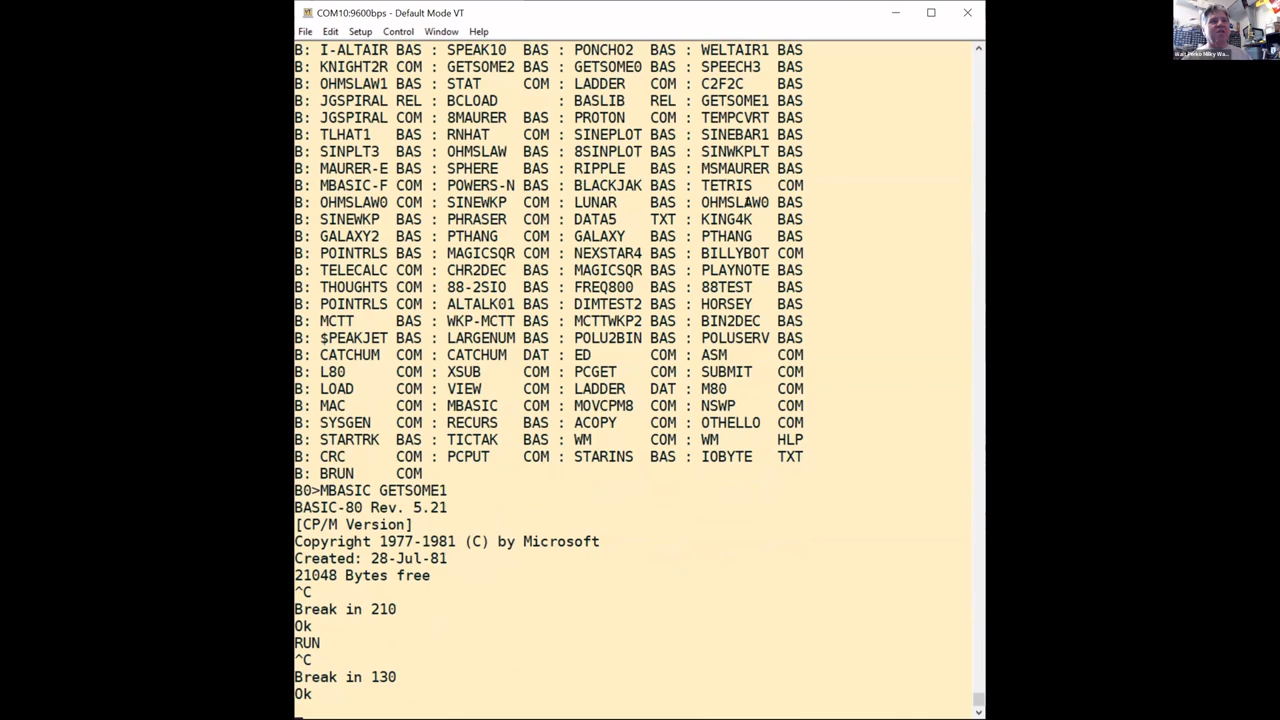 COM10:9600bps - Default Mode VT
File Edit Setup Control Window Help
B: I-ALTAIR BAS : SPEAK10 BAS : PONCHO2 BAS : WELTAIR1 BAS
B: KNIGHT2R COM : GETSOME2 BAS : GETSOME0 BAS : SPEECH3 BAS
B: OHMSLAW1 BAS : STAT COM : LADDER COM : C2F2C BAS
B: JGSPIRAL REL : BCLOAD : BASLIB REL : GETSOME1 BAS
B: JGSPIRAL COM : 8MAURER BAS : PROTON COM : TEMPCVRT BAS
B: TLHAT1 BAS : RNHAT COM : SINEPLOT BAS : SINEBAR1 BAS
B: SINPLT3 BAS : OHMSLAW BAS : 8SINPLOT BAS : SINWKPLT BAS
B: MAURER-E BAS : SPHERE BAS : RIPPLE BAS : MSMAURER BAS
B: MBASIC-F COM : POWERS-N BAS : BLACKJAK BAS : TETRIS COM
B: OHMSLAW0 BAS : SINEWKP COM : LUNAR BAS : OHMSLAW0 BAS
B: SINEWKP BAS : PHRASER COM : DATA5 TXT : KING4K BAS
B: GALAXY2 BAS : PTHANG COM : GALAXY BAS : PTHANG BAS
B: POINTRLS BAS : MAGICSQR COM : NEXSTAR4 BAS : BILLYBOT COM
B: TELECALC COM : CHR2DEC BAS : MAGICSQR BAS : PLAYNOTE BAS
B: THOUGHTS COM : 88-2SIO BAS : FREQ800 BAS : 88TEST BAS
B: POINTRLS COM : ALTALK01 BAS : DIMTEST2 BAS : HORSEY BAS
B: MCTT BAS : WKP-MCTT BAS : MCTTWKP2 BAS : BIN2DEC BAS
B: $PEAKJET BAS : LARGENUM BAS : POLU2BIN BAS : POLUSERV BAS
B: CATCHUM COM : CATCHUM DAT : ED COM : ASM COM
B: L80 COM : XSUB COM : PCGET COM : SUBMIT COM
B: LOAD COM : VIEW COM : LADDER DAT : M80 COM
B: MAC COM : MBASIC COM : MOVCPM8 COM : NSWP COM
B: SYSGEN COM : RECURS BAS : ACOPY COM : OTHELLO COM
B: STARTRK BAS : TICTAK BAS : WM COM : WM HLP
B: CRC COM : PCPUT COM : STARINS BAS : IOBYTE TXT
B: BRUN COM
B0>MBASIC GETSOME1
BASIC-80 Rev. 5.21
[CP/M Version]
Copyright 1977-1981 (C) by Microsoft
Created: 28-Jul-81
21048 Bytes free
^C
Break in 210
Ok
RUN
^C
Break in 130
Ok